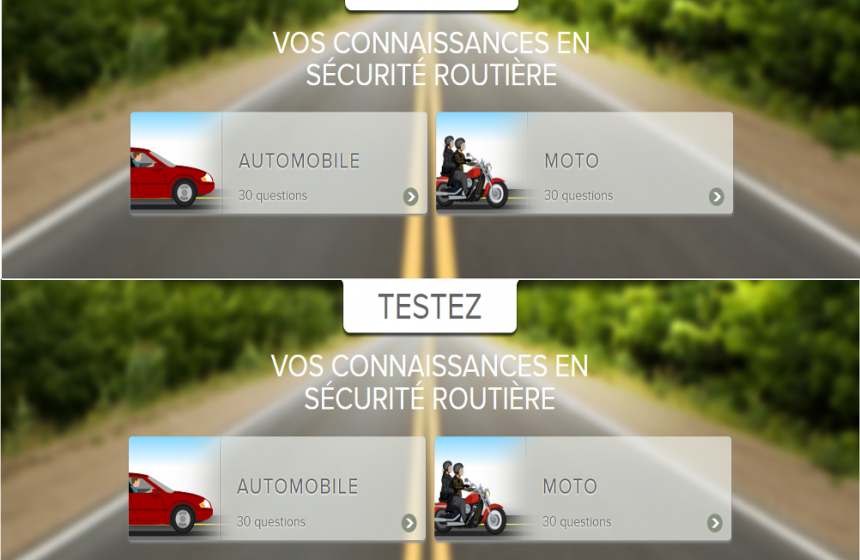 VOS CONNAISSANCES EN
SÉCURITÉ ROUTIÈRE
AUTOMOBILE
30 questions
MOTO
30 questions
TESTEZ
VOS CONNAISSANCES EN
SÉCURITÉ ROUTIÈRE
AUTOMOBILE
30 questions
MOTO
30 questions